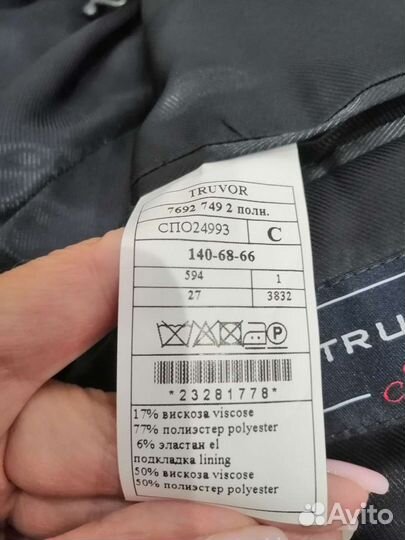 TRUVOR
7692 749 2 полн.
СПО24993 С
140-68-66
594 1
27 3832
*23281778*
17% вискоза viscose
77% полиэстер polyester
6% эластан el
подкладка lining
50% вискоза viscose
50% полиэстер polyester
TRU
Avito